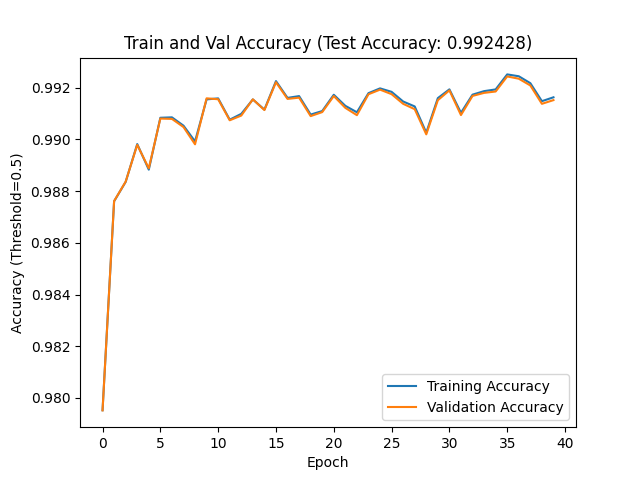 Train and Val Accuracy (Test Accuracy: 0.992428)
0.992
0.990
0.988
0.986
0.984
0.982
0.980
Accuracy (Threshold=0.5)
Training Accuracy
Validation Accuracy
0 5 10 15 20 25 30 35 40
Epoch